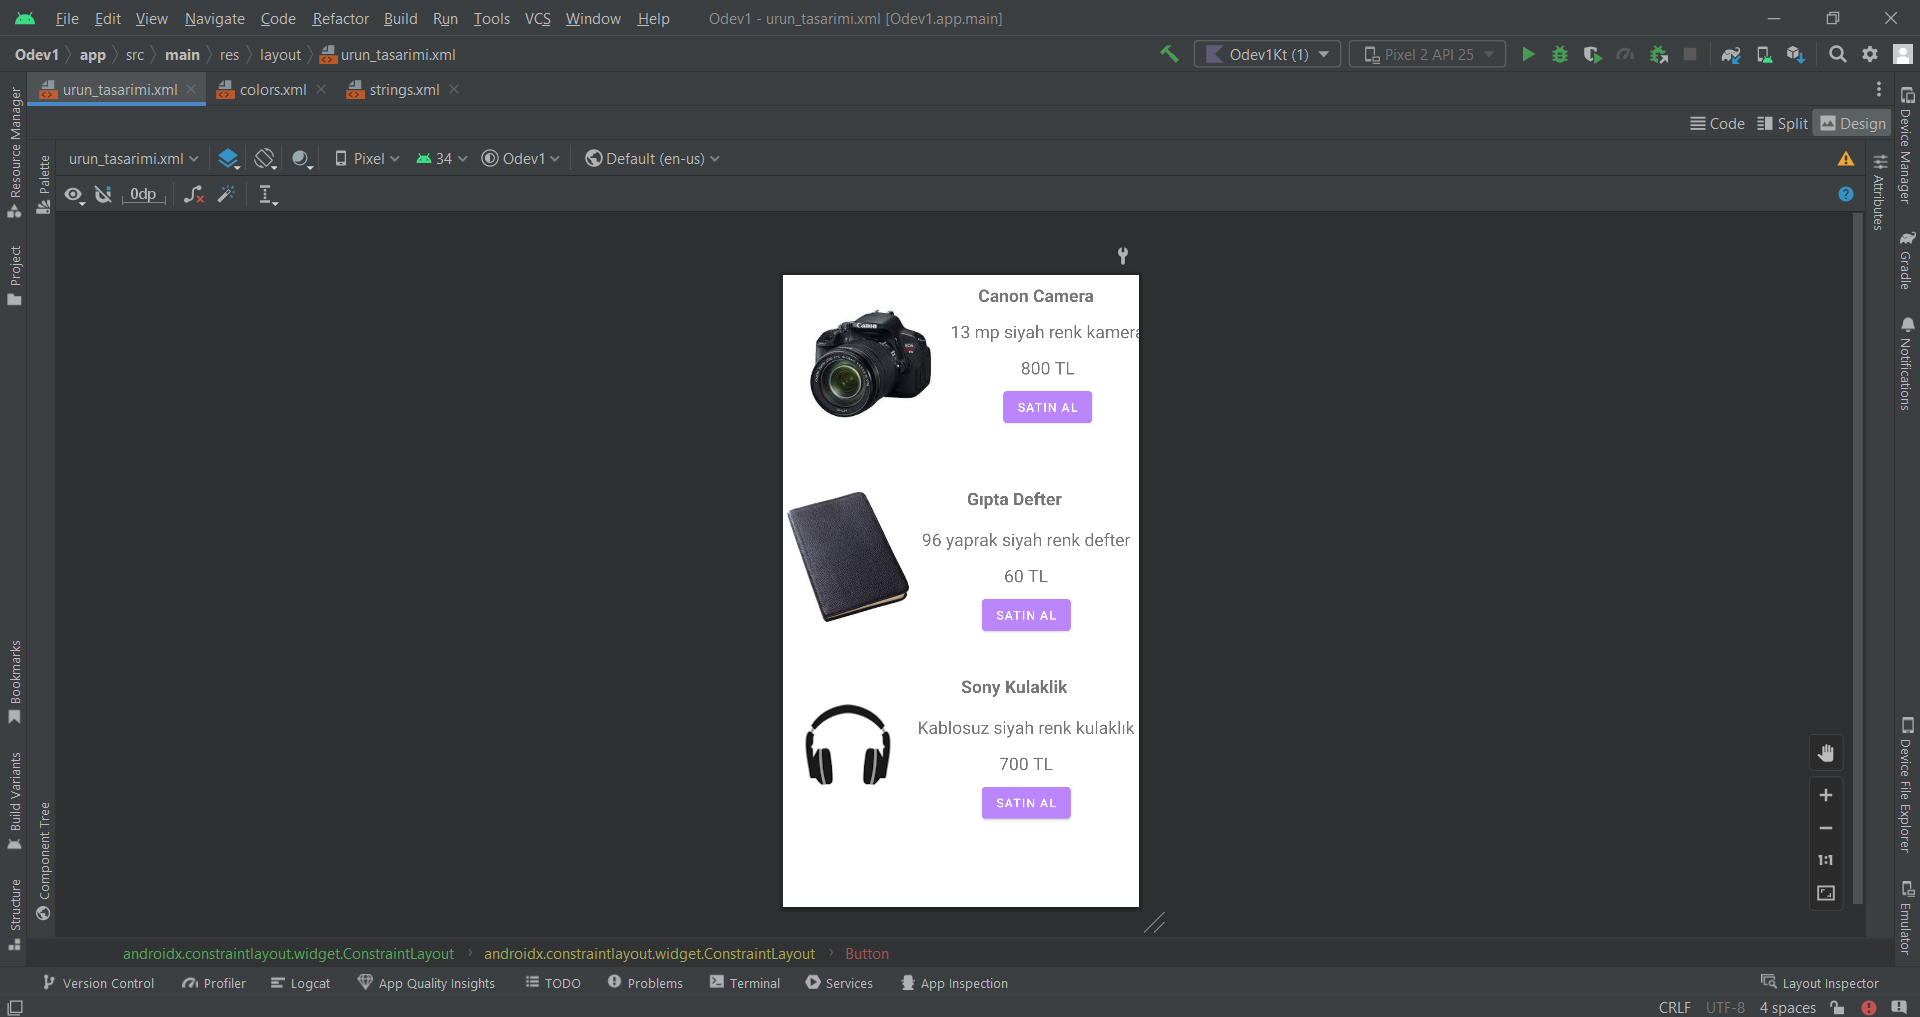 File Edit View Navigate Code Refactor Build Run Tools VCS Window Help Odev1 - urun_tasarimi.xml [Odev1.app.main]
Odev1 app src main res layout urun_tasarimi.xml Odev1Kt (1) Pixel 2 API 25
urun_tasarimi.xml colors.xml strings.xml
Code Split Design
urun_tasarimi.xml Pixel 34 Odev1 Default (en-us)
0dp
Resource Manager
Project
Bookmarks
Build Variants
Structure
Palette
Component Tree
Canon Camera
Canon
13 mp siyah renk kamera
800 TL
SATIN AL
Gıpta Defter
96 yaprak siyah renk defter
60 TL
SATIN AL
Sony Kulaklik
Kablosuz siyah renk kulaklık
700 TL
SATIN AL
1:1
Attributes
Device Manager
Gradle
Notifications
Device File Explorer
Emulator
androidx.constraintlayout.widget.ConstraintLayout androidx.constraintlayout.widget.ConstraintLayout Button
Version Control Profiler Logcat App Quality Insights TODO Problems Terminal Services App Inspection Layout Inspector
CRLF UTF-8 4 spaces